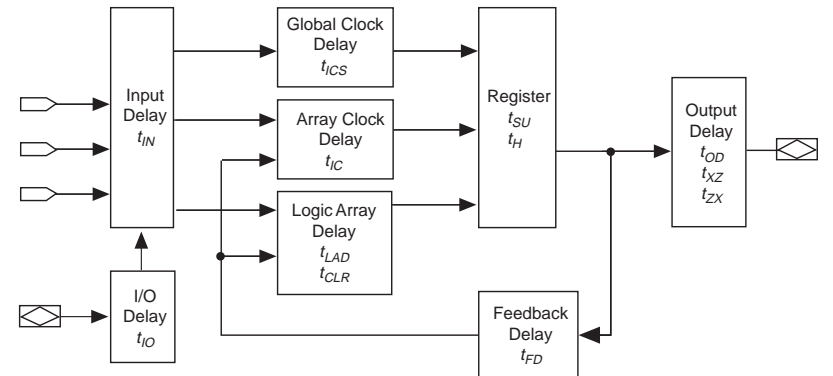 Input
Delay
tIN
Global Clock
Delay
tICS
Array Clock
Delay
tIC
Logic Array
Delay
tLAD
tCLR
Register
tSU
tH
Output
Delay
tOD
tXZ
tZX
I/O
Delay
tIO
Feedback
Delay
tFD